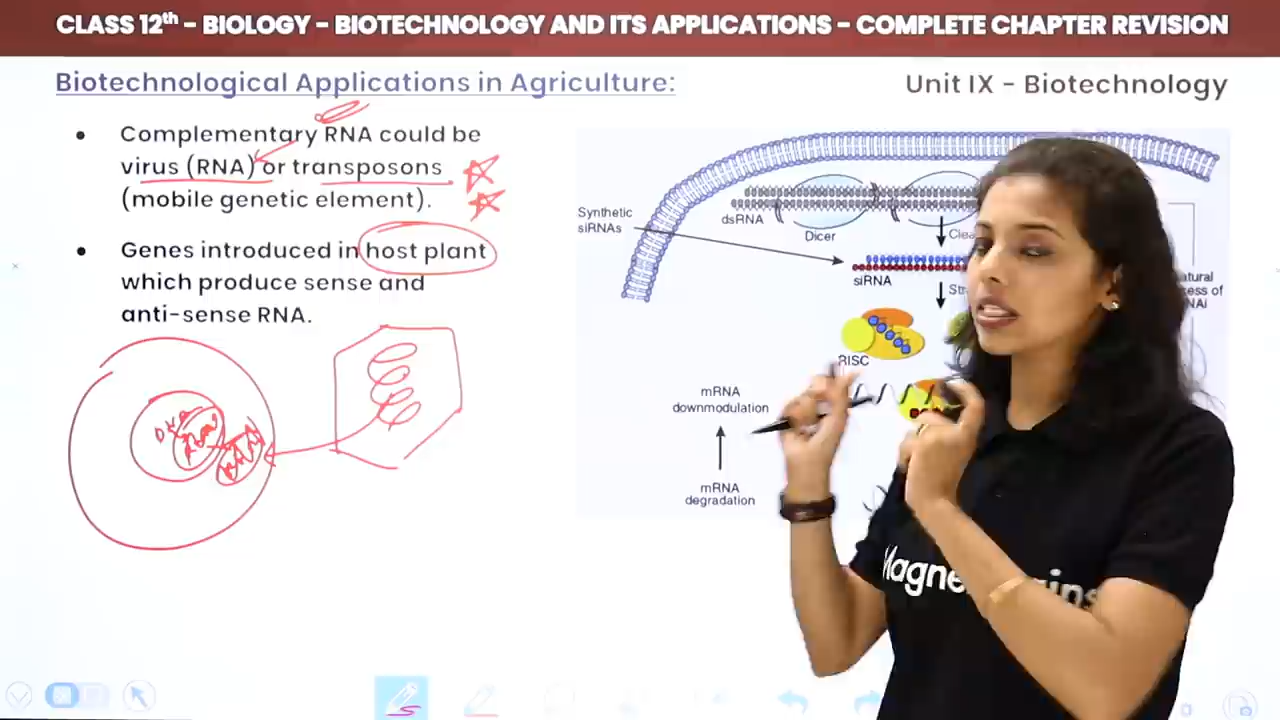 CLASS 12th – BIOLOGY – BIOTECHNOLOGY AND ITS APPLICATIONS – COMPLETE CHAPTER REVISION
Biotechnological Applications in Agriculture:
Unit IX – Biotechnology
• Complementary RNA could be
virus (RNA) or transposons
(mobile genetic element).
• Genes introduced in host plant
which produce sense and
anti-sense RNA.
Synthetic
siRNAs
dsRNA
Dicer
siRNA
RISC
mRNA
downmodulation
mRNA
degradation